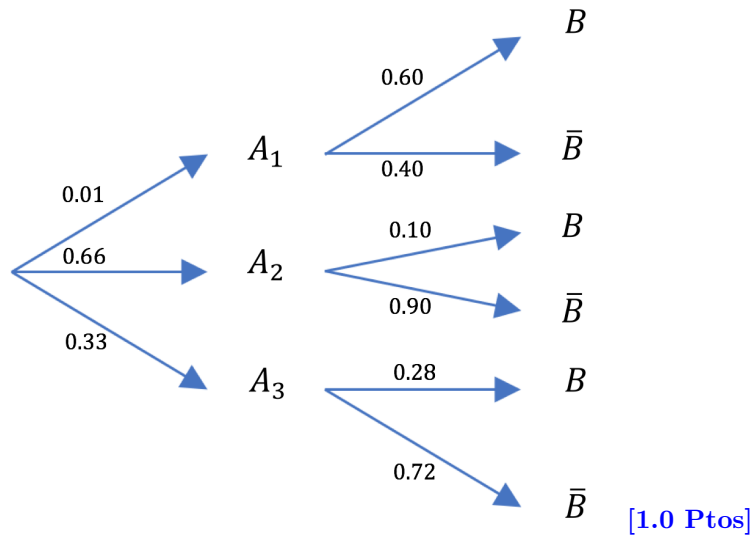 B
0.60
A₁
B̄
0.40
0.01
0.10
B
0.66
A₂
0.90
B̄
0.33
0.28
A₃
B
0.72
B̄
[1.0 Ptos]